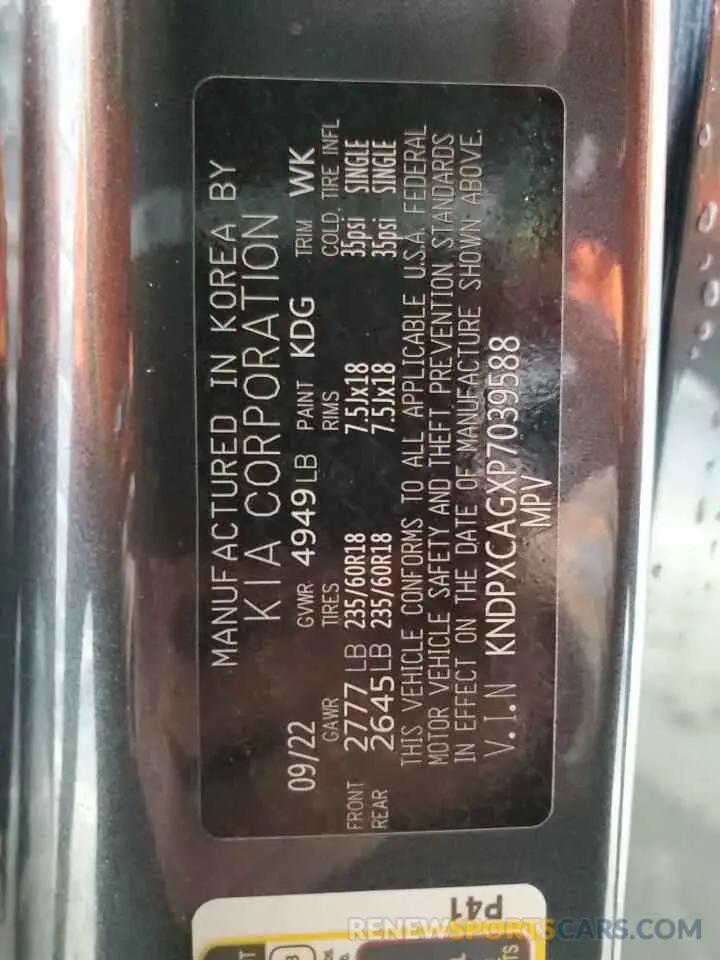 MANUFACTURED IN KOREA BY
KIA CORPORATION
09/22 GVWR 4949LB PAINT KDG TRIM WK
GAWR TIRES RIMS COLD TIRE INFL
FRONT 2777LB 235/60R18 7.5Jx18 35psi SINGLE
REAR 2645LB 235/60R18 7.5Jx18 35psi SINGLE
THIS VEHICLE CONFORMS TO ALL APPLICABLE U.S.A. FEDERAL
MOTOR VEHICLE SAFETY AND THEFT PREVENTION STANDARDS
IN EFFECT ON THE DATE OF MANUFACTURE SHOWN ABOVE.
V.I.N KNDPXCAGXP7039588
MPV
P41
RENEWSPORTSCARS.COM